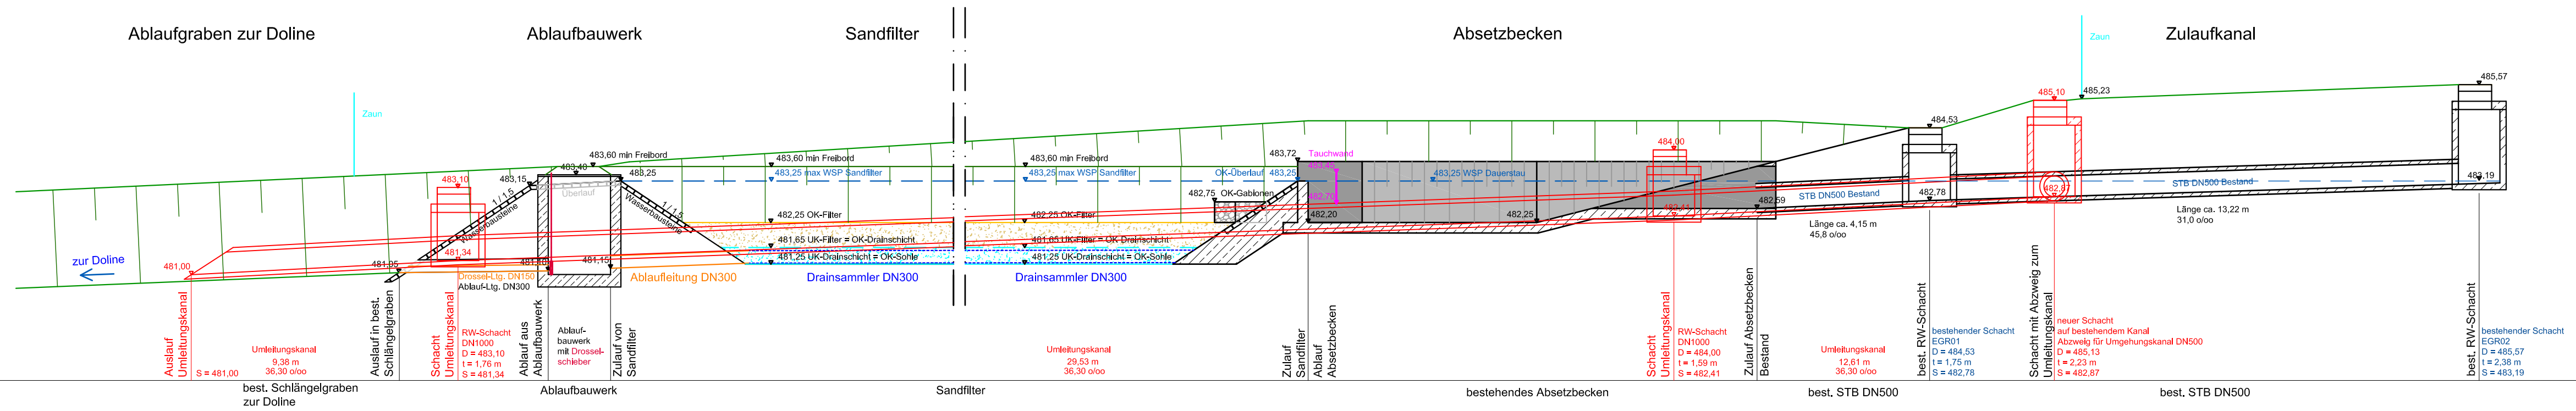 Ablaufgraben zur Doline
Ablaufbauwerk
Sandfilter
Absetzbecken
Zulaufkanal
Zaun
Zaun
485,57
485,10
485,23
484,53
484,00
483,60 min Freibord
483,60 min Freibord
483,72
Tauchwand
483,45
483,40
483,10
483,15
1 / 1,5
Wasserbausteine
Überlauf
483,25
1 / 1,5
Wasserbausteine
483,25 max WSP Sandfilter
483,25 max WSP Sandfilter
OK-Überlauf
483,25
483,25 WSP Dauerstau
482,75
OK-Gabionen
482,70
482,87
482,78
483,19
STB DN500 Bestand
STB DN500 Bestand
482,59
482,25 OK-Filter
482,25 OK-Filter
482,20
482,25
482,41
Länge ca. 4,15 m
45,8 o/oo
Länge ca. 13,22 m
31,0 o/oo
481,65 UK-Filter = OK-Drainschicht
481,65 UK-Filter = OK-Drainschicht
481,25 UK-Drainschicht = OK-Sohle
481,25 UK-Drainschicht = OK-Sohle
zur Doline
481,00
481,05
481,34
481,15
Drossel-Ltg. DN150
Ablauf-Ltg. DN300
Ablaufleitung DN300
Drainsammler DN300
Drainsammler DN300
Auslauf
Umleitungskanal
S = 481,00
Umleitungskanal
9,38 m
36,30 o/oo
Auslauf in best.
Schlängelgraben
Schacht
Umleitungskanal
RW-Schacht
DN1000
D = 483,10
t = 1,76 m
S = 481,34
Ablauf aus
Ablaufbauwerk
Ablauf-
bauwerk
mit Drossel-
schieber
Zulauf von
Sandfilter
Umleitungskanal
29,53 m
36,30 o/oo
Zulauf
Sandfilter
Ablauf
Absetzbecken
Schacht
Umleitungskanal
RW-Schacht
DN1000
D = 484,00
t = 1,59 m
S = 482,41
Zulauf Absetzbecken
Bestand
Umleitungskanal
12,61 m
36,30 o/oo
best. RW-Schacht
bestehender Schacht
EGR01
D = 484,53
t = 1,75 m
S = 482,78
Schacht mit Abzweig zum
Umleitungskanal
neuer Schacht
auf bestehendem Kanal
Abzweig für Umgehungskanal DN500
D = 485,13
t = 2,23 m
S = 482,87
best. RW-Schacht
bestehender Schacht
EGR02
D = 485,57
t = 2,38 m
S = 483,19
best. Schlängelgraben
zur Doline
Ablaufbauwerk
Sandfilter
bestehendes Absetzbecken
best. STB DN500
best. STB DN500